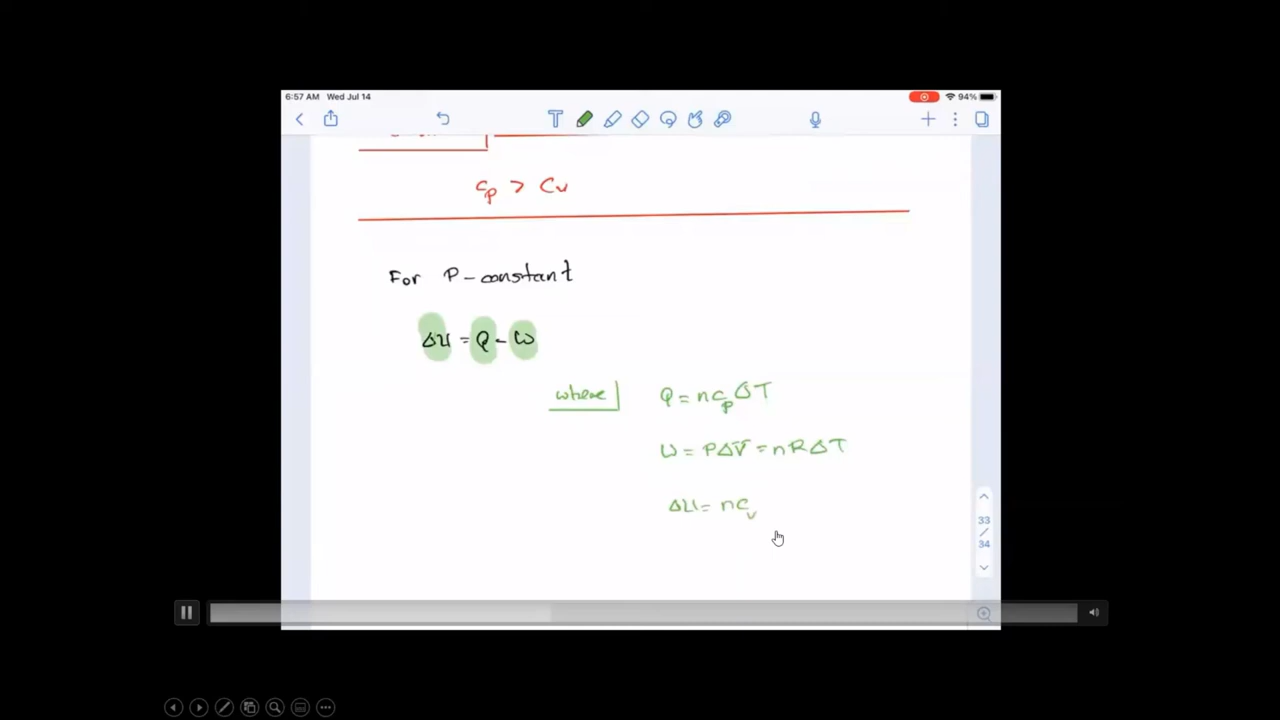 6:57 AM Wed Jul 14
94%
T
cp > Cv
For P-constant
ΔU = Q - W
where Q = ncpΔT
W = PΔV = nRΔT
ΔU = ncv
33
/
34